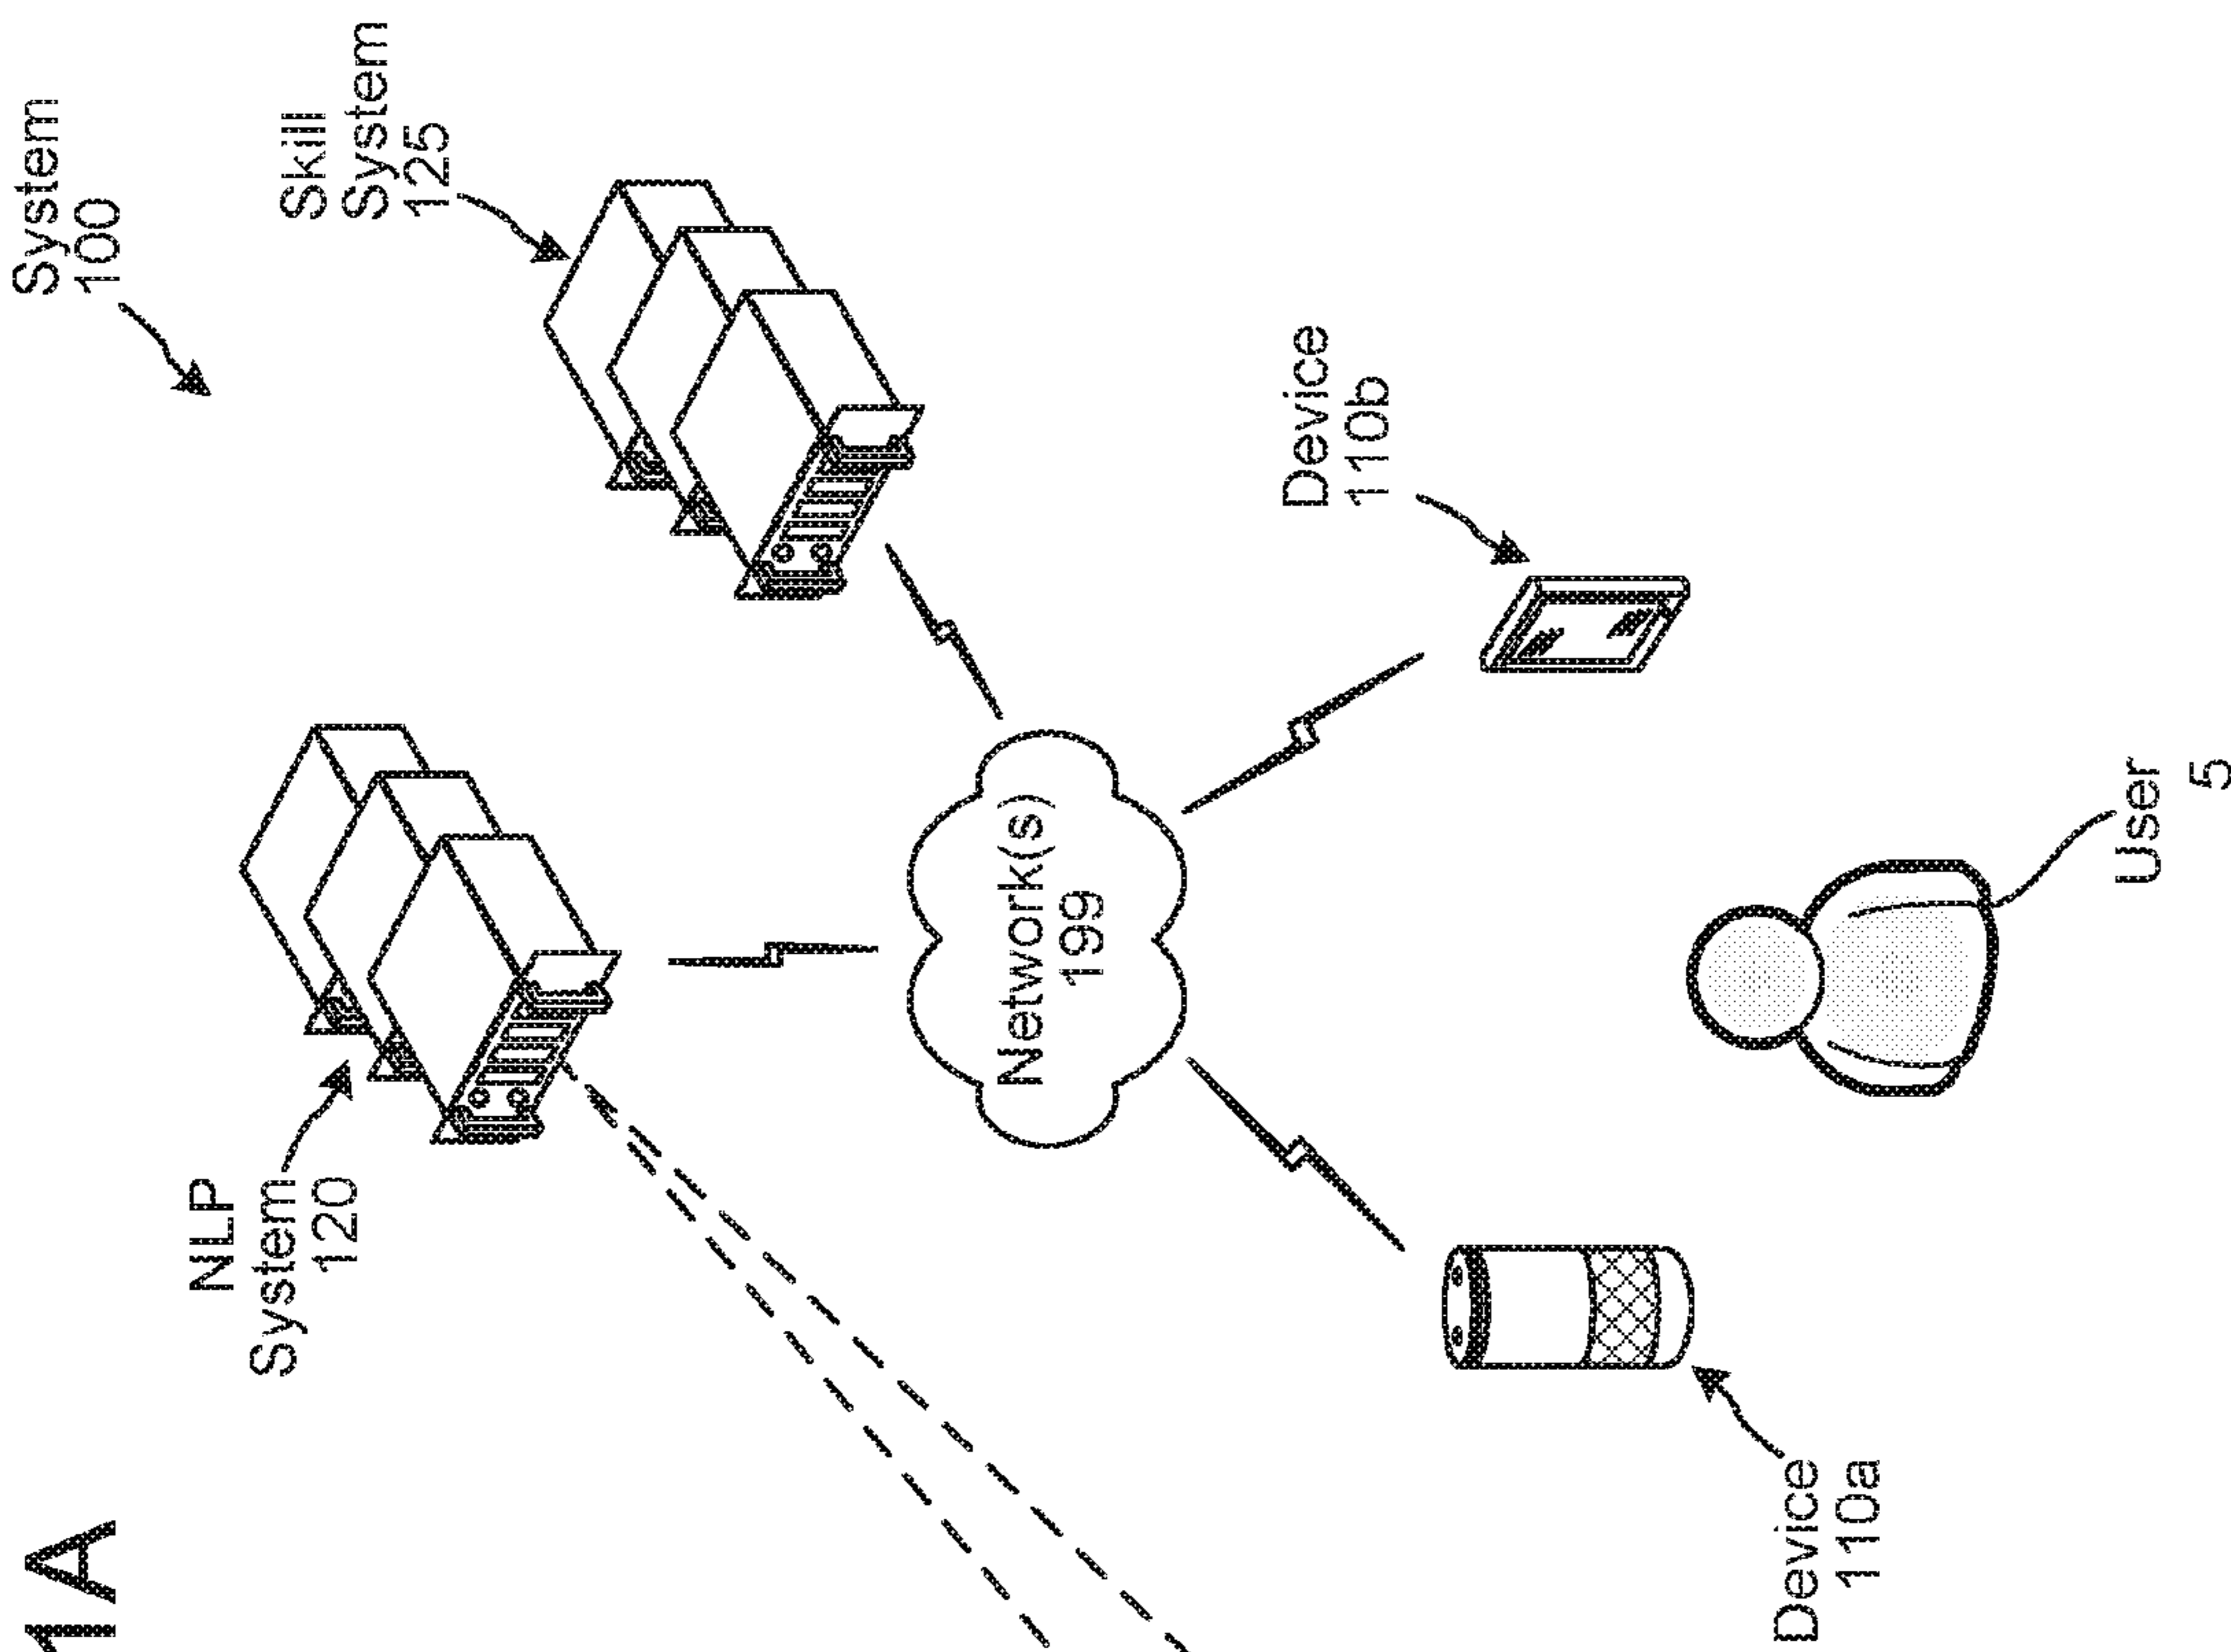 1A
System
100
NLP
System
120
Skill
System
125
Network(s)
199
Device
110a
Device
110b
User
5